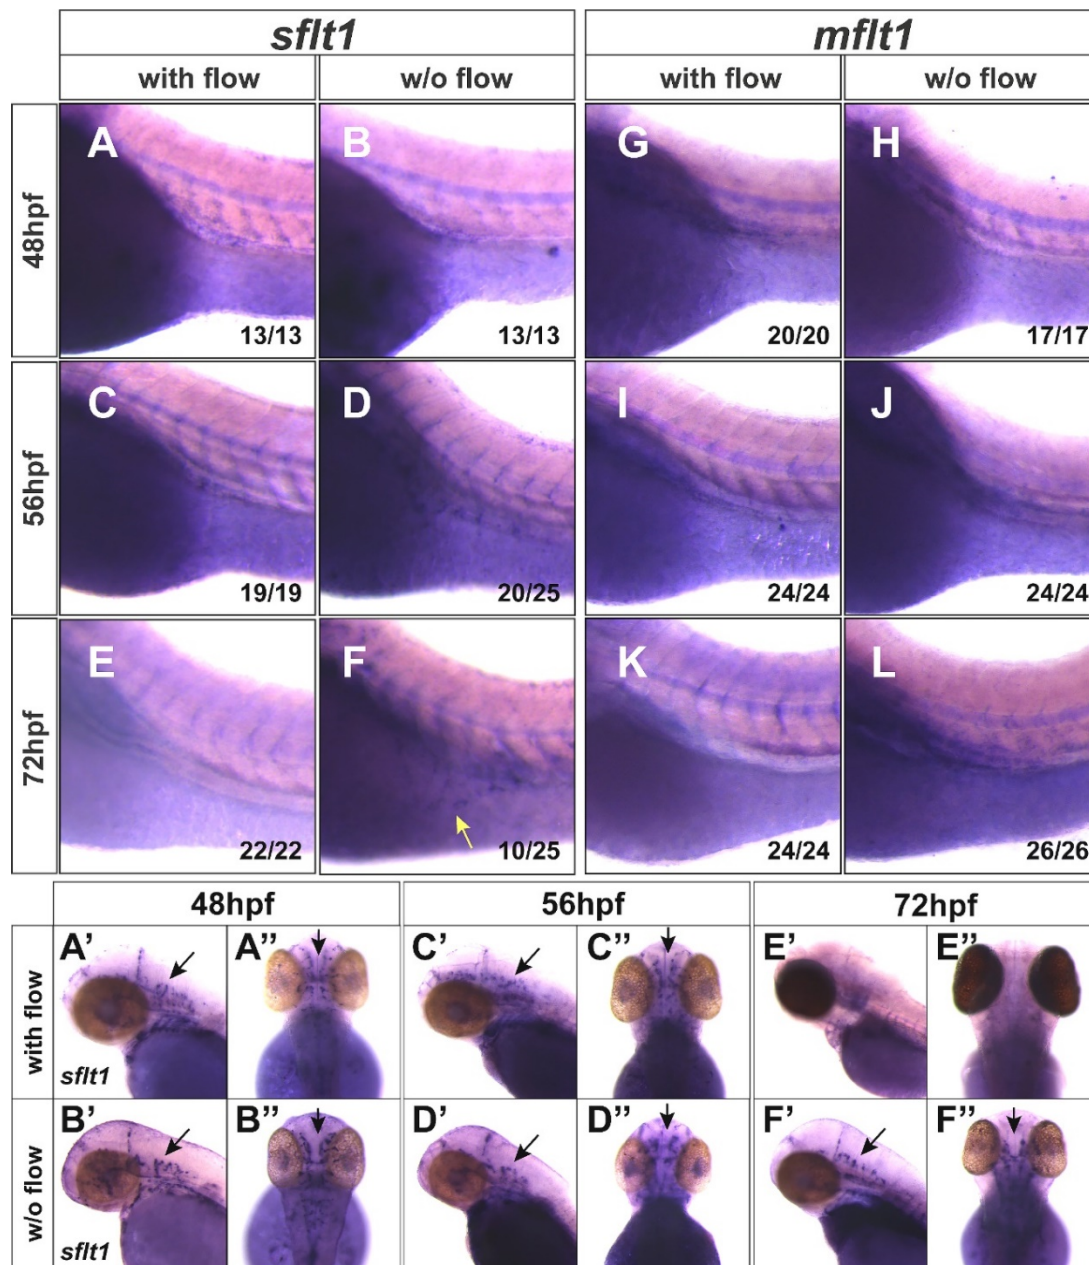 sflt1 mflt1
with flow w/o flow with flow w/o flow
48hpf
A B G H
13/13 13/13 20/20 17/17
56hpf
C D I J
19/19 20/25 24/24 24/24
72hpf
E F K L
22/22 10/25 24/24 26/26
48hpf 56hpf 72hpf
with flow
A’ A’’ C’ C’’ E’ E’’
sflt1
w/o flow
B’ B’’ D’ D’’ F’ F’’
sflt1